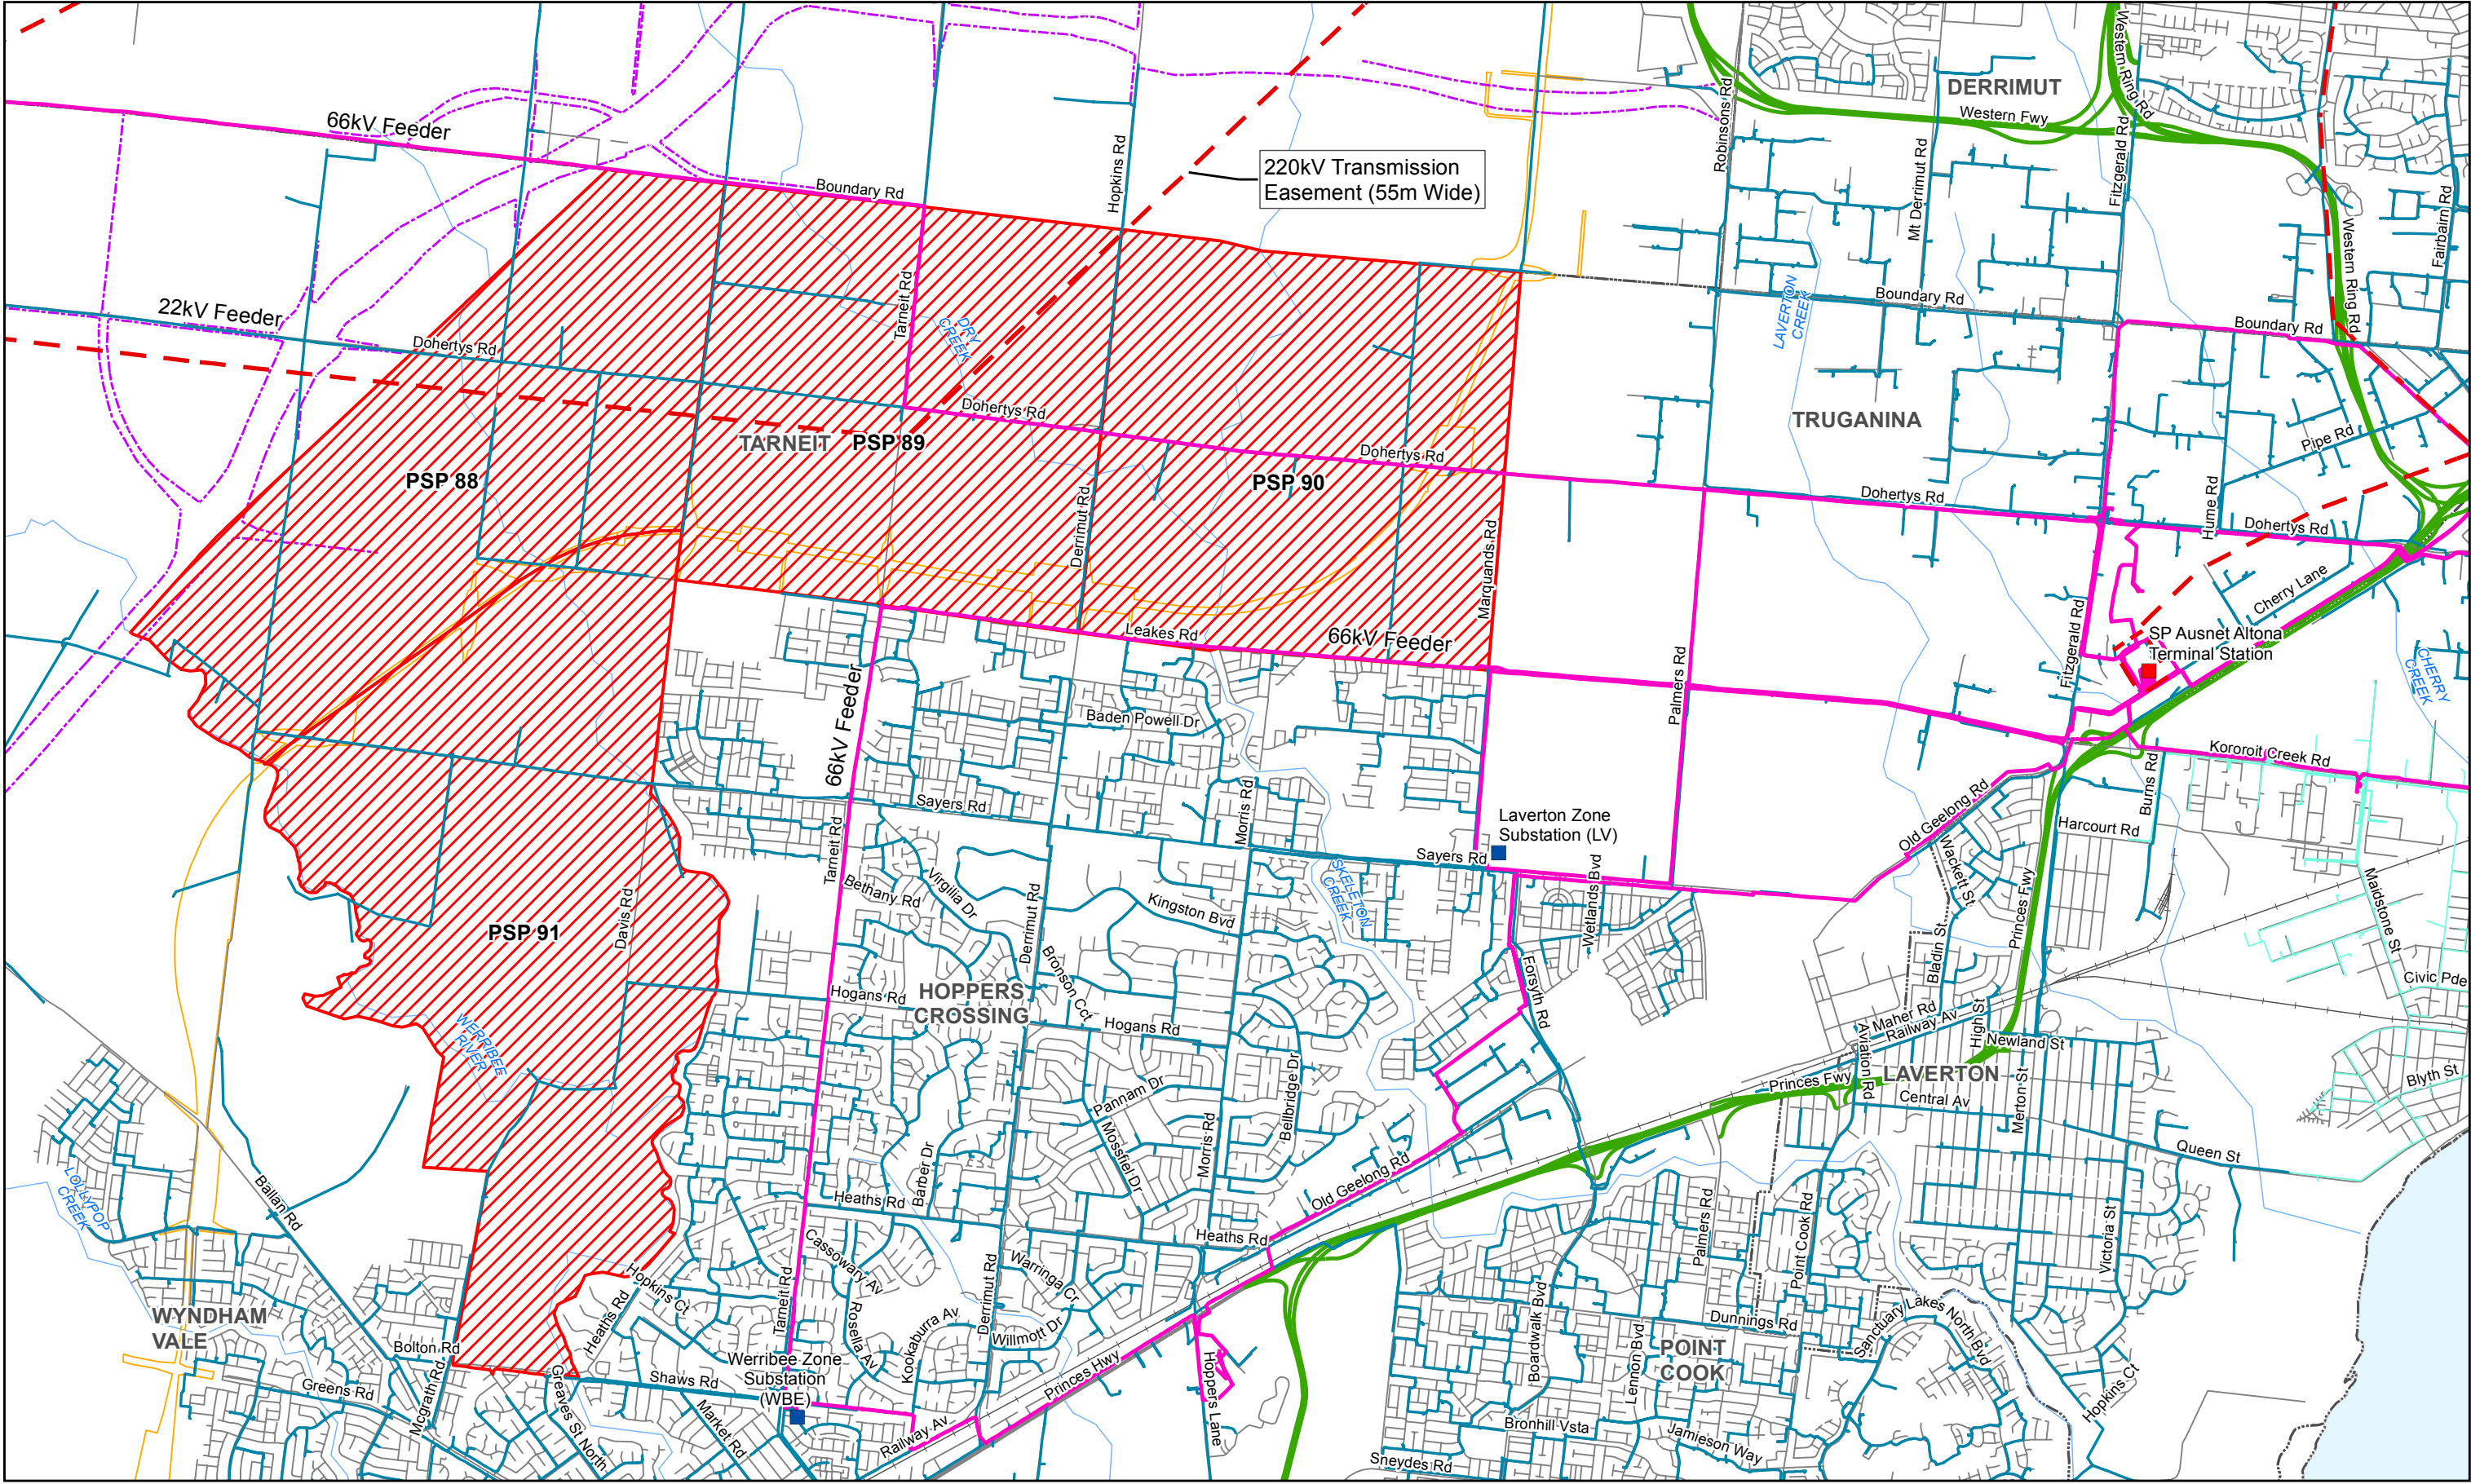 DERRIMUT
Western Ring Rd
Western Fwy
66kV Feeder
Robinsons Rd
Fitzgerald Rd
Mt Derrimut Rd
Hopkins Rd
220kV Transmission
Easement (55m Wide)
Boundary Rd
Fairbairn Rd
Western Ring Rd
Tarneit Rd
22kV Feeder
DRY
CREEK
LAVERTON
CREEK
Boundary Rd
Boundary Rd
Dohertys Rd
Dohertys Rd
TRUGANINA
TARNEIT
PSP 89
Pipe Rd
Dohertys Rd
PSP 88
PSP 90
Dohertys Rd
Hume Rd
Dohertys Rd
Derrimut Rd
Marquands Rd
Cherry Lane
Fitzgerald Rd
Leakes Rd
66kV Feeder
SP Ausnet Altona
Terminal Station
CHERRY
CREEK
Palmers Rd
66kV Feeder
Baden Powell Dr
Kororoit Creek Rd
Burns Rd
Sayers Rd
Morris Rd
Laverton Zone
Substation (LV)
Old Geelong Rd
Harcourt Rd
Tarneit Rd
Sayers Rd
Wackett St
Bethany Rd
Virgilia Dr
SKELETON
CREEK
Wetlands Bvd
Princes Fwy
Maidstone St
Kingston Bvd
PSP 91
Davis Rd
Derrimut Rd
Bronson Cct
Forsyth Rd
Bladin St
Civic Pde
Hogans Rd
HOPPERS
CROSSING
Hogans Rd
Maher Rd
Railway Av
High St
Newland St
WERRIBEE
RIVER
Aviation Rd
LAVERTON
Princes Fwy
Central Av
Merton St
Blyth St
Pannam Dr
Mossfiel Dr
Bellbridge Dr
Morris Rd
Queen St
LOLLYPOP
CREEK
Ballan Rd
Heaths Rd
Barber Dr
Old Geelong Rd
Heaths Rd
Palmers Rd
Point Cook Rd
Victoria St
Cassowary Av
Warringa Cr
Derrimut Rd
Tarneit Rd
Hopkins Ct
Heaths Rd
WYNDHAM
VALE
Bolton Rd
Rosella Av
Kookaburra Av
Willmott Dr
Boardwalk Bvd
Lennon Bvd
Dunnings Rd
Sanctuary Lakes North Bvd
POINT
COOK
Werribee Zone
Substation
(WBE)
Princes Hwy
Hoppers Lane
Greens Rd
Mcgrath Rd
Greaves St North
Shaws Rd
Market Rd
Railway Av
Bronhill Vsta
Jamieson Way
Hopkins Ct
Sneydes Rd